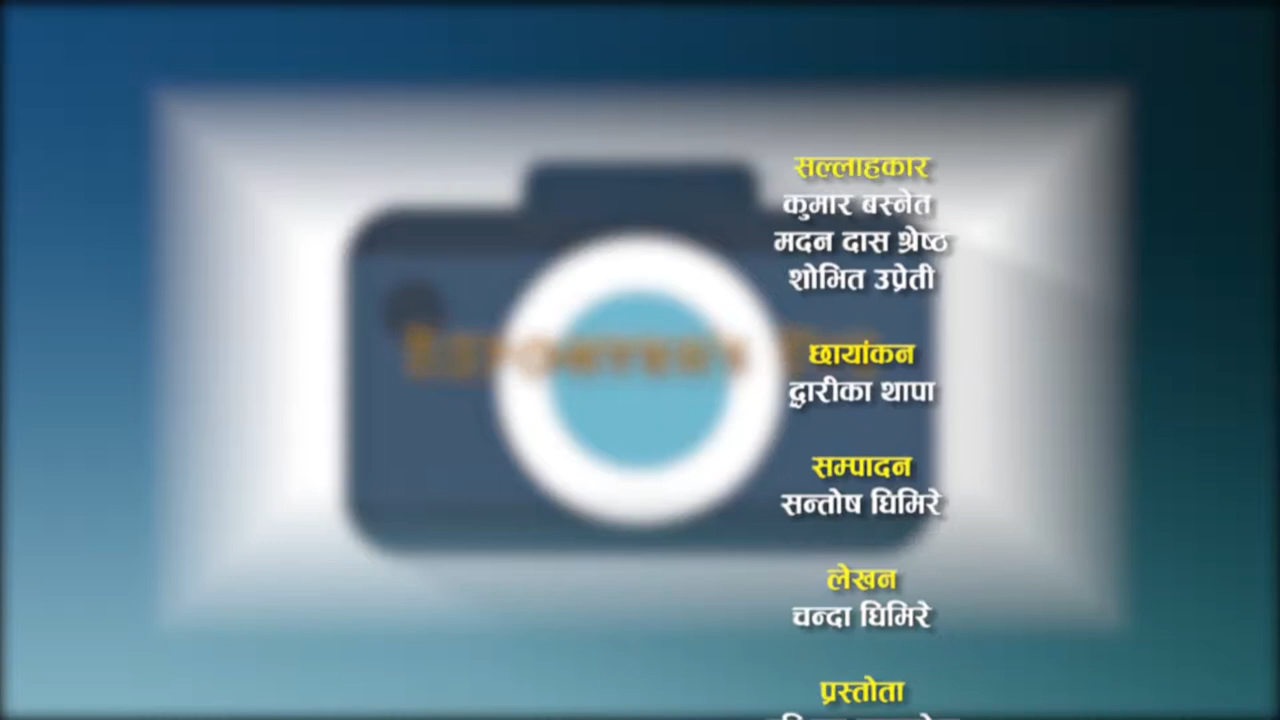 सल्लाहकार
कुमार बस्नेत
मदन दास श्रेष्ठ
शोभित उप्रेती
छायांकन
द्वारीका थापा
सम्पादन
सन्तोष घिमिरे
लेखन
चन्दा घिमिरे
प्रस्तोता